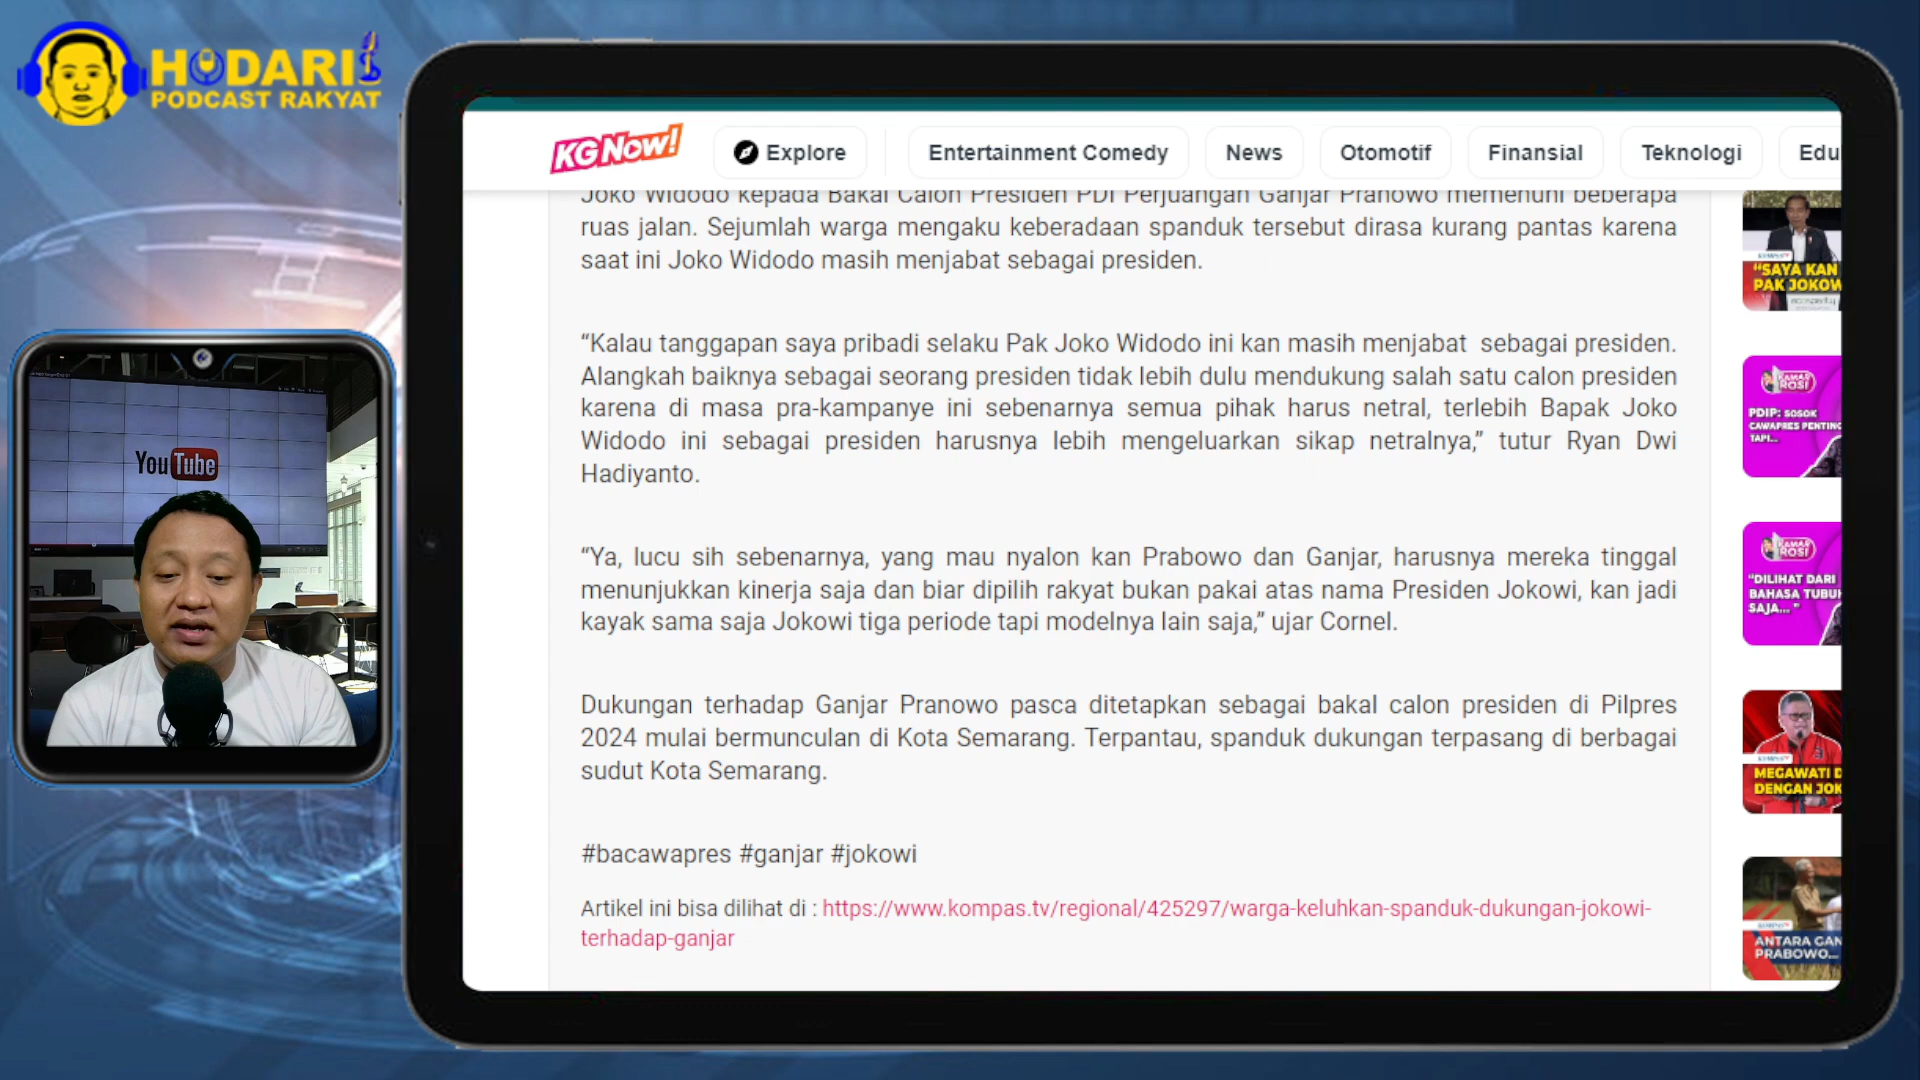 HODARI
PODCAST RAKYAT
KGNow!
Explore
Entertainment Comedy
News
Otomotif
Finansial
Teknologi
Edu
Joko Widodo kepada Bakal Calon Presiden PDI Perjuangan Ganjar Pranowo memenuhi beberapa
ruas jalan. Sejumlah warga mengaku keberadaan spanduk tersebut dirasa kurang pantas karena
saat ini Joko Widodo masih menjabat sebagai presiden.
“Kalau tanggapan saya pribadi selaku Pak Joko Widodo ini kan masih menjabat sebagai presiden.
Alangkah baiknya sebagai seorang presiden tidak lebih dulu mendukung salah satu calon presiden
karena di masa pra-kampanye ini sebenarnya semua pihak harus netral, terlebih Bapak Joko
Widodo ini sebagai presiden harusnya lebih mengeluarkan sikap netralnya,” tutur Ryan Dwi
Hadiyanto.
“Ya, lucu sih sebenarnya, yang mau nyalon kan Prabowo dan Ganjar, harusnya mereka tinggal
menunjukkan kinerja saja dan biar dipilih rakyat bukan pakai atas nama Presiden Jokowi, kan jadi
kayak sama saja Jokowi tiga periode tapi modelnya lain saja,” ujar Cornel.
Dukungan terhadap Ganjar Pranowo pasca ditetapkan sebagai bakal calon presiden di Pilpres
2024 mulai bermunculan di Kota Semarang. Terpantau, spanduk dukungan terpasang di berbagai
sudut Kota Semarang.
#bacawapres #ganjar #jokowi
Artikel ini bisa dilihat di : https://www.kompas.tv/regional/425297/warga-keluhkan-spanduk-dukungan-jokowi-
terhadap-ganjar
“SAYA KAN
PAK JOKOW
ROSI
PDIP: SOSOK
CAWAPRES PENTING
TAPI...
ROSI
“DILIHAT DARI
BAHASA TUBUH
SAJA... ”
MEGAWATI D
DENGAN JOK
ANTARA GAN
PRABOWO...
YouTube